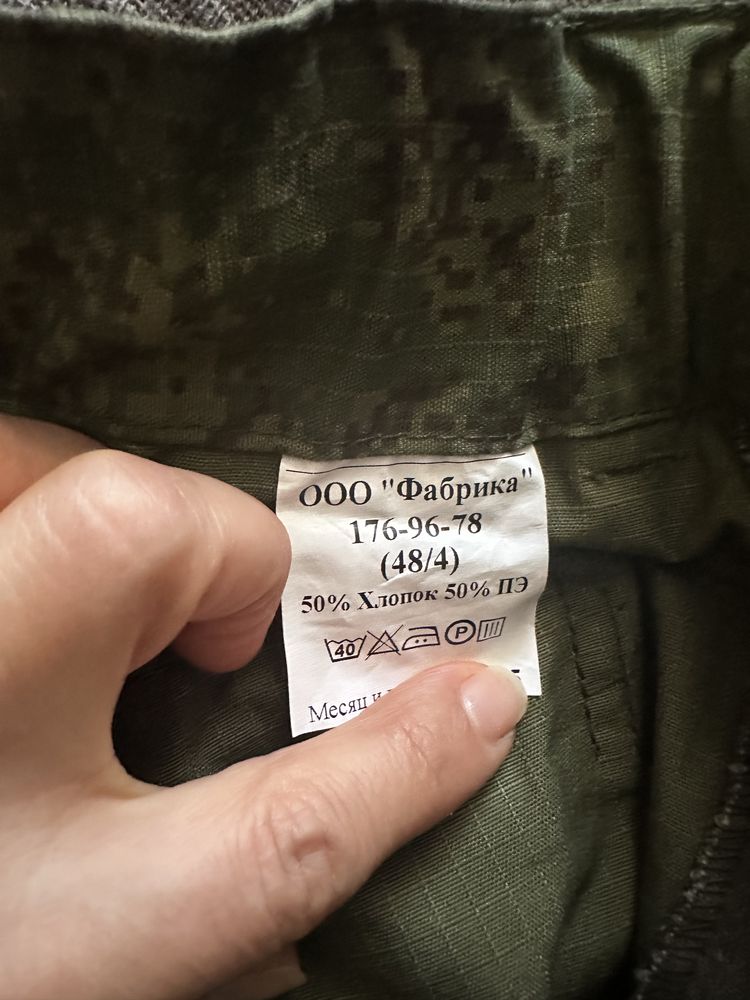 ООО "Фабрика"
176-96-78
(48/4)
50% Хлопок 50% ПЭ
40 P
Месяц и